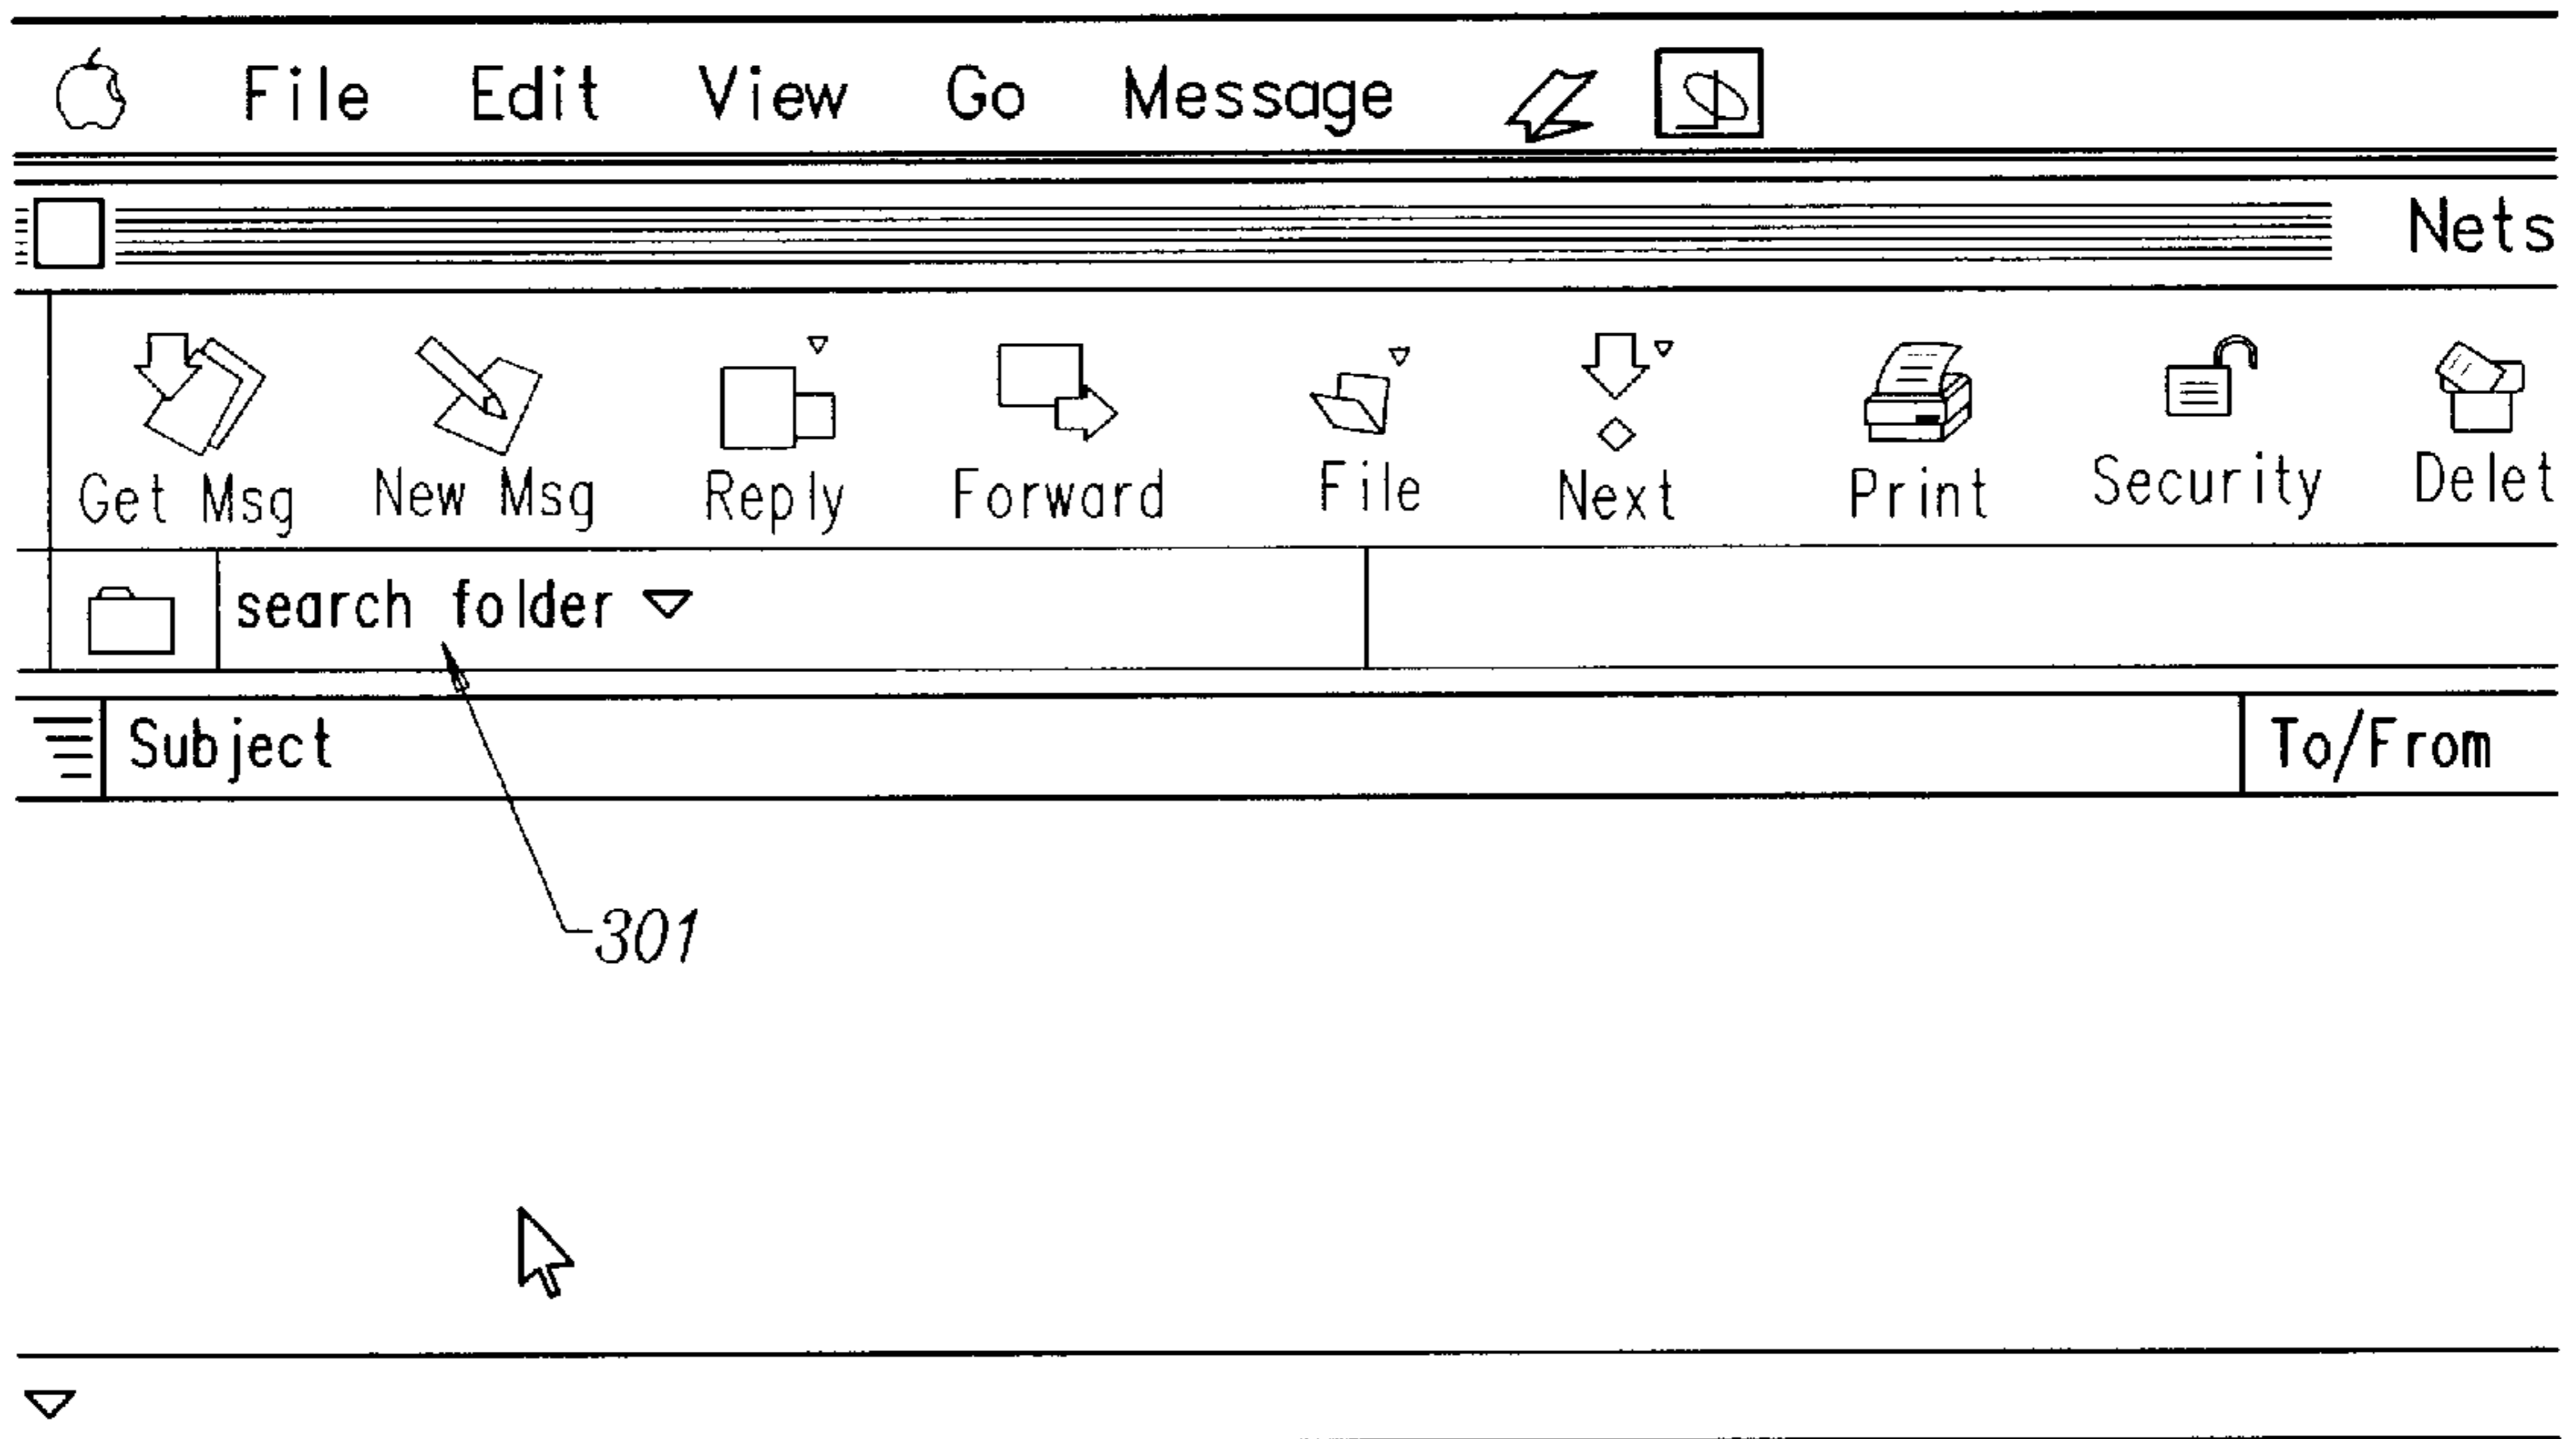 File Edit View Go Message
Nets
Get Msg New Msg Reply Forward File Next Print Security Delet
search folder
Subject To/From
301